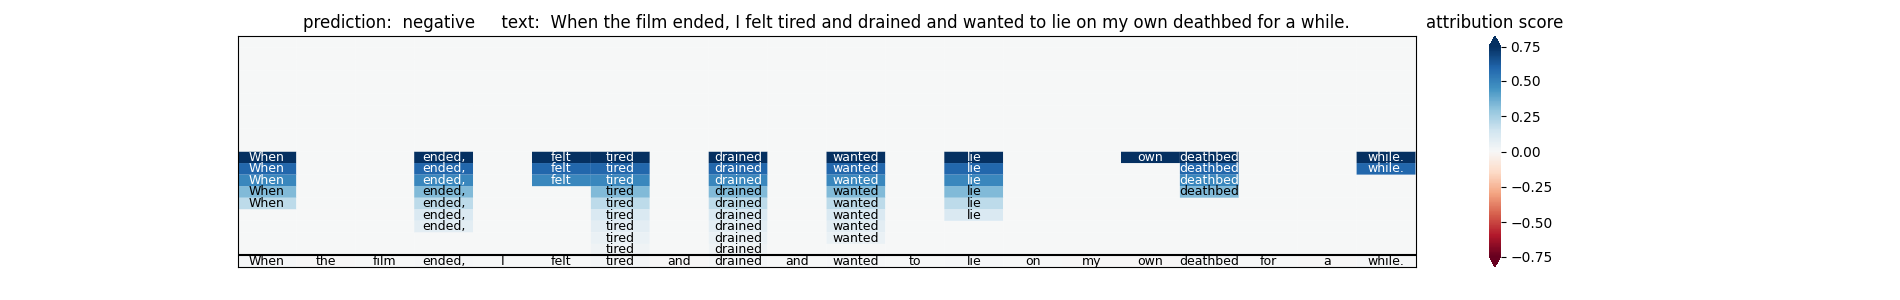 prediction:  negative     text:  When the film ended, I felt tired and drained and wanted to lie on my own deathbed for a while.
attribution score
When ended, felt tired drained wanted lie own deathbed while.
When ended, felt tired drained wanted lie deathbed while.
When ended, felt tired drained wanted lie deathbed
When ended, tired drained wanted lie deathbed
When ended, tired drained wanted lie
ended, tired drained wanted lie
ended, tired drained wanted
tired drained wanted
tired drained
When the film ended, I felt tired and drained and wanted to lie on my own deathbed for a while.
0.75
0.50
0.25
0.00
−0.25
−0.50
−0.75